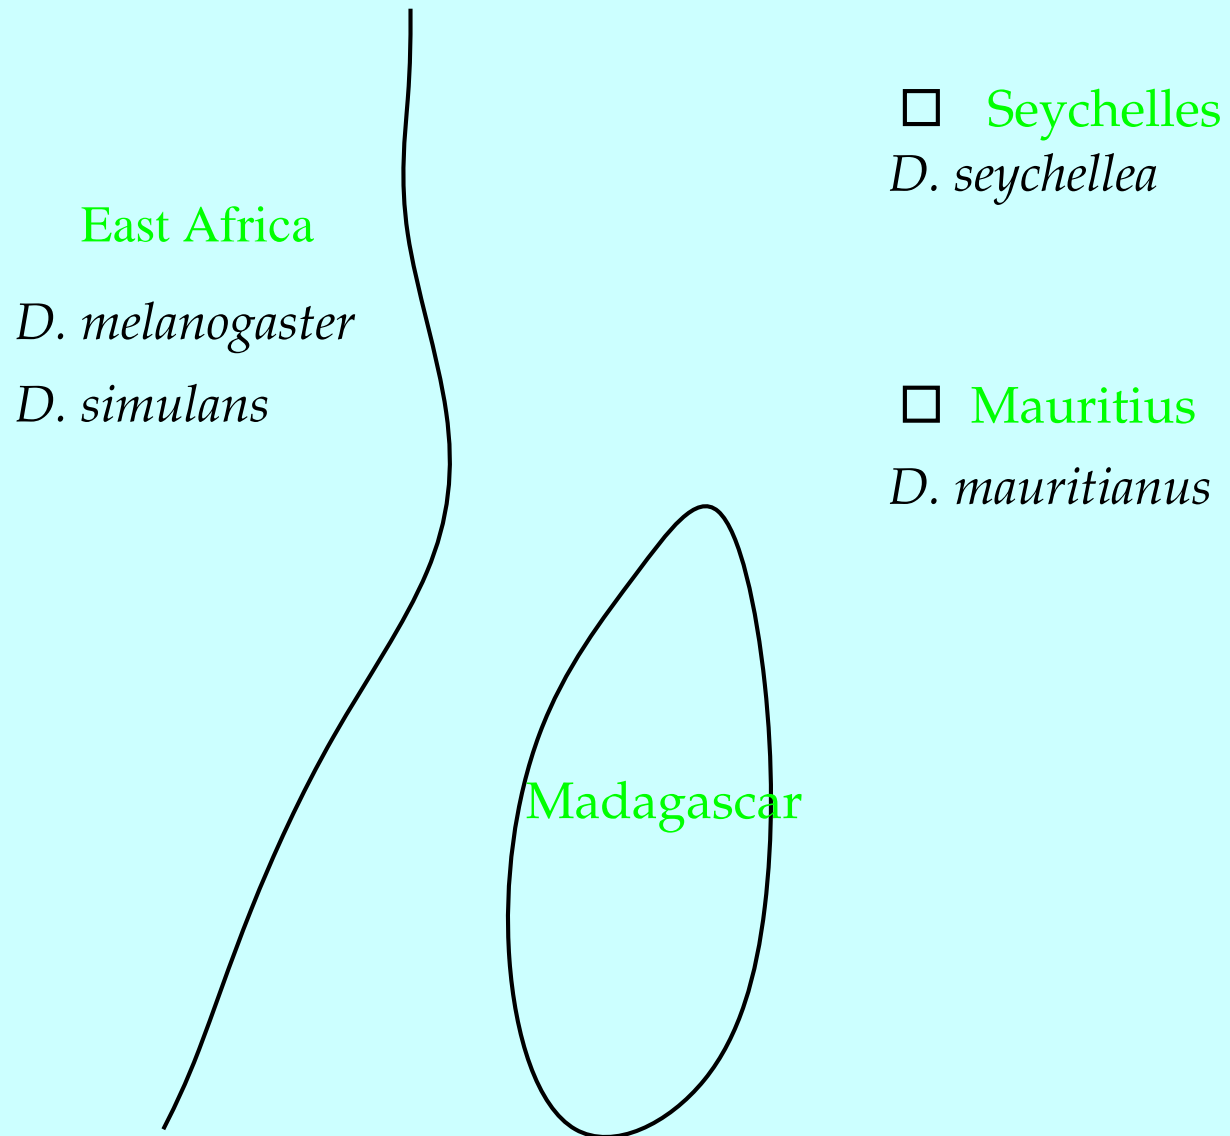 Seychelles
D. seychellea
East Africa
D. melanogaster
D. simulans
Mauritius
D. mauritianus
Madagascar